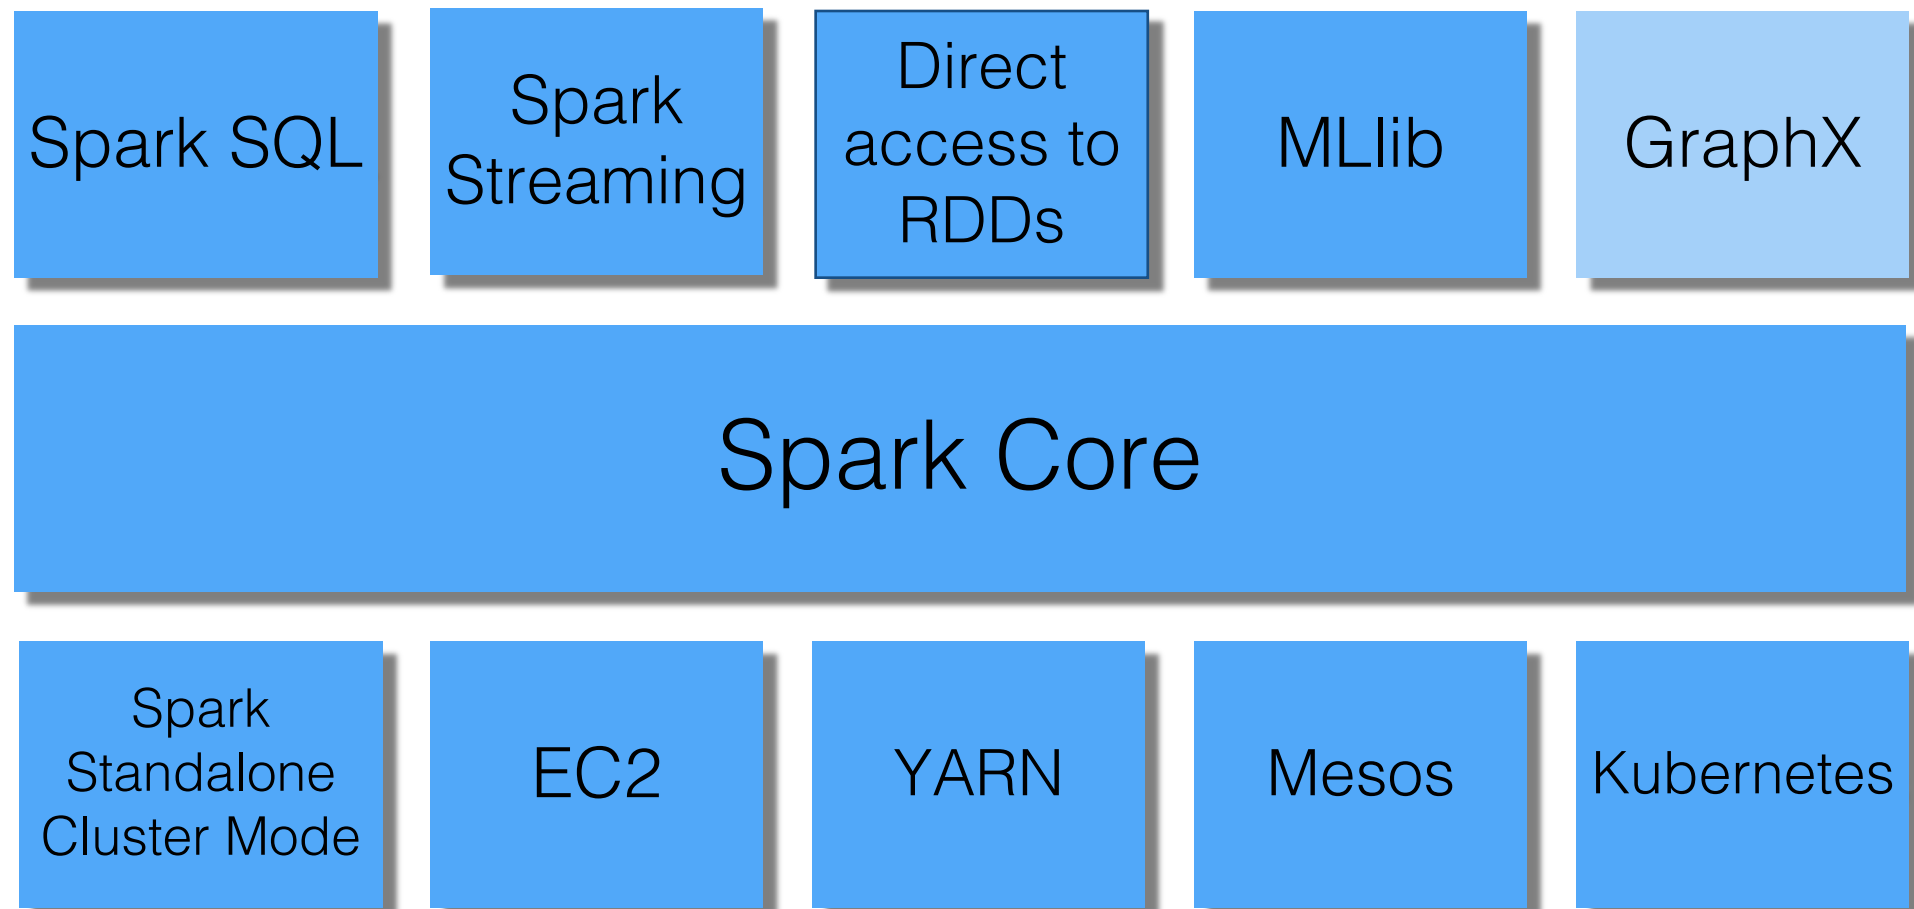 Spark SQL
Spark
Streaming
Direct
access to
RDDs
MLlib
GraphX
Spark Core
Spark
Standalone
Cluster Mode
EC2
YARN
Mesos
Kubernetes